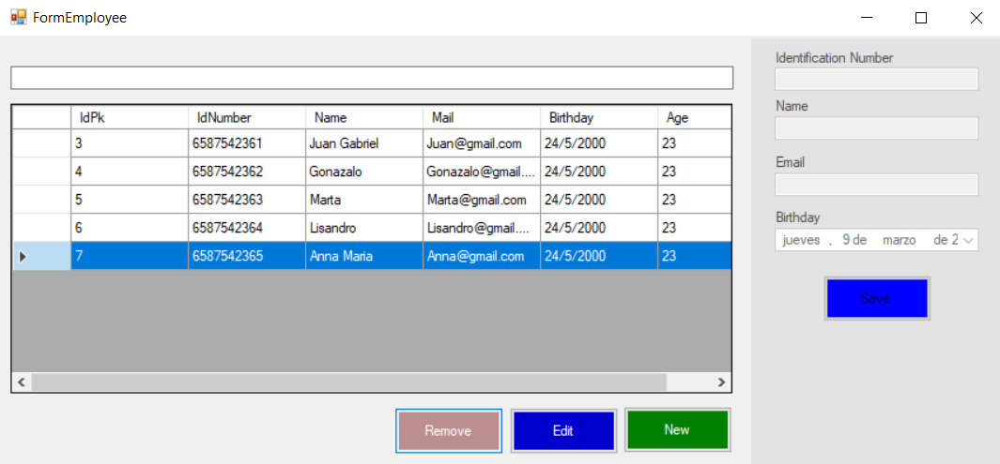 FormEmployee
IdPk IdNumber Name Mail Birthday Age
3 6587542361 Juan Gabriel Juan@gmail.com 24/5/2000 23
4 6587542362 Gonazalo Gonazalo@gmail.... 24/5/2000 23
5 6587542363 Marta Marta@gmail.com 24/5/2000 23
6 6587542364 Lisandro Lisandro@gmail.... 24/5/2000 23
7 6587542365 Anna Maria Anna@gmail.com 24/5/2000 23
Remove Edit New
Identification Number
Name
Email
Birthday
jueves , 9 de marzo de 2
Save